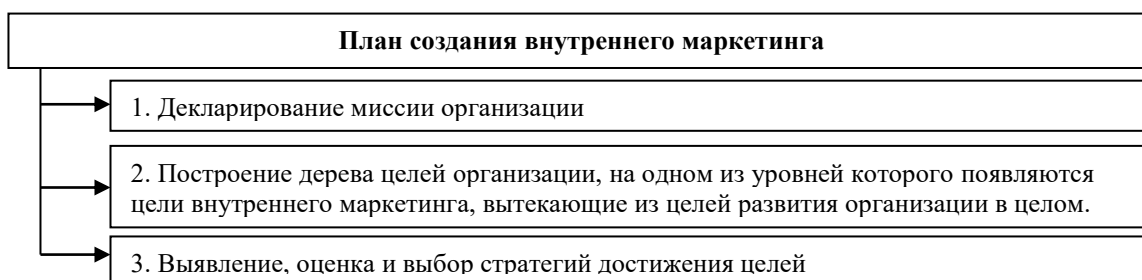 План создания внутреннего маркетинга
1. Декларирование миссии организации
2. Построение дерева целей организации, на одном из уровней которого появляются
цели внутреннего маркетинга, вытекающие из целей развития организации в целом.
3. Выявление, оценка и выбор стратегий достижения целей